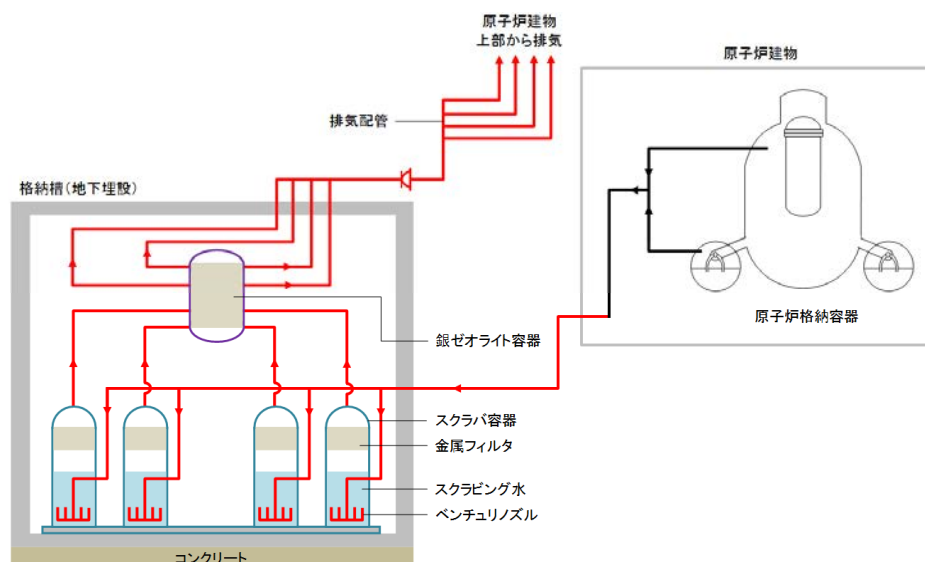 原子炉建物
上部から排気
原子炉建物
排気配管
格納槽(地下埋設)
原子炉格納容器
銀ゼオライト容器
スクラバ容器
金属フィルタ
スクラビング水
ベンチュリノズル
コンクリート